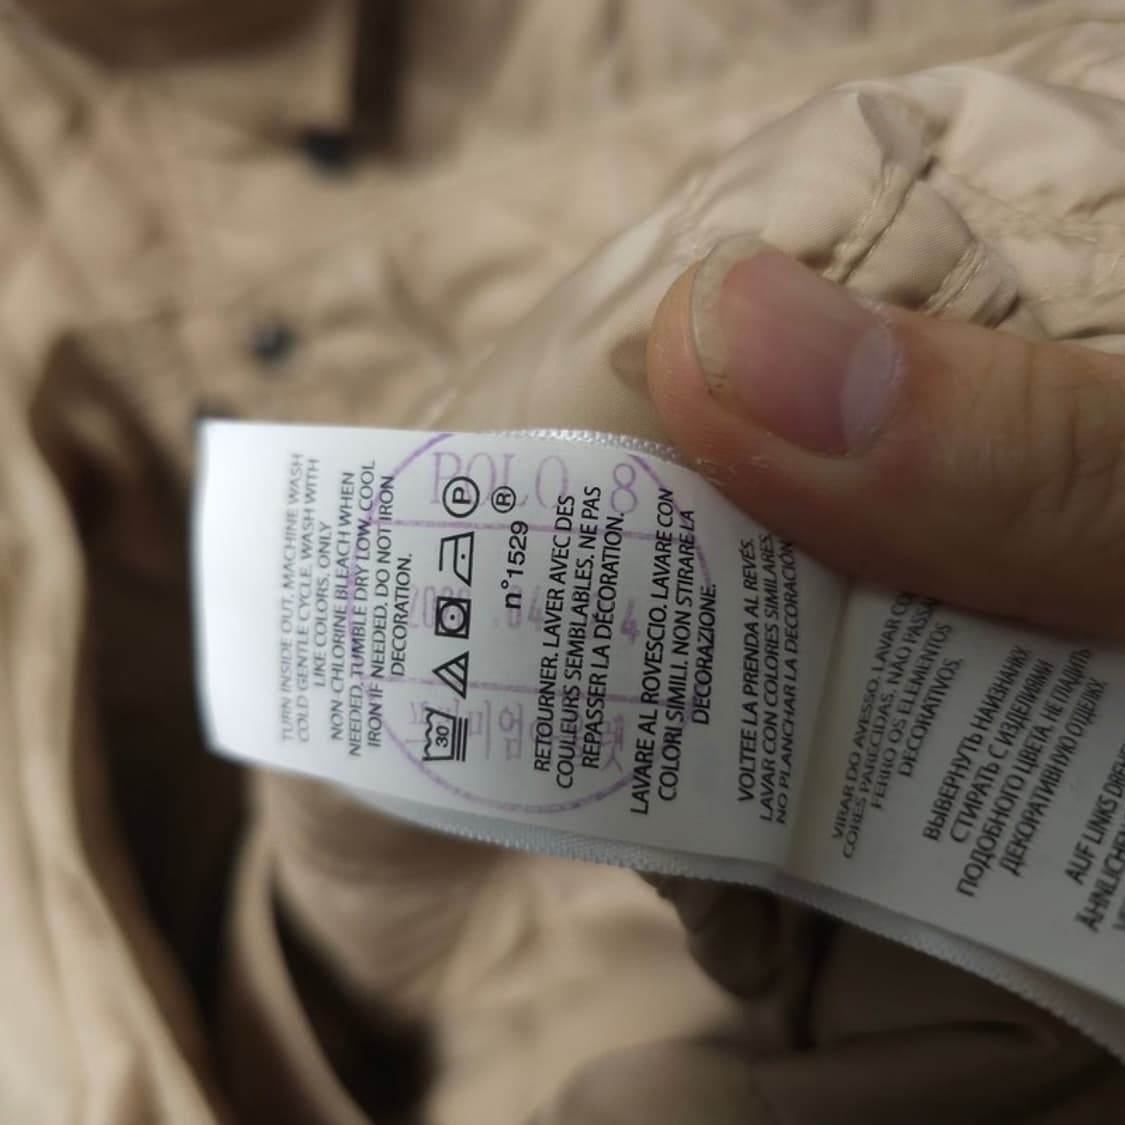 TURN INSIDE OUT. MACHINE WASH
COLD GENTLE CYCLE. WASH WITH
LIKE COLORS. ONLY
NON-CHLORINE BLEACH WHEN
NEEDED. TUMBLE DRY LOW. COOL
IRON IF NEEDED. DO NOT IRON
DECORATION.
30 P
n°1529 ®
RETOURNER. LAVER AVEC DES
COULEURS SEMBLABLES. NE PAS
REPASSER LA DÉCORATION.
LAVARE AL ROVESCIO. LAVARE CON
COLORI SIMILI. NON STIRARE LA
DECORAZIONE.
VOLTEE LA PRENDA AL REVÉS.
LAVAR CON COLORES SIMILARES.
NO PLANCHAR LA DECORACIÓN
VIRAR DO AVESSO. LAVAR
CORES PARECIDAS. NÃO PASSA
FERRO OS ELEMENTOS
DECORATIVOS.
ВЫВЕРНУТЬ НАИЗНАНКУ.
СТИРАТЬ С ИЗДЕЛИЯМИ
ПОДОБНОГО ЦВЕТА. НЕ ГЛАДИТЬ
ДЕКОРАТИВНУЮ ОТДЕЛКУ.
AUF LINKS
ÄHNLICHEN
POLO 8